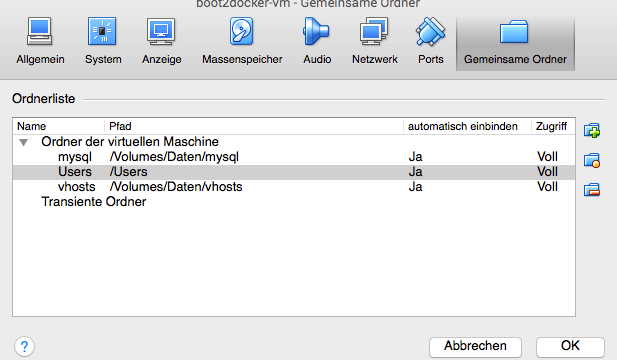 boot2docker-vm - Gemeinsame Ordner
Allgemein System Anzeige Massenspeicher Audio Netzwerk Ports Gemeinsame Ordner
Ordnerliste
Name Pfad automatisch einbinden Zugriff
Ordner der virtuellen Maschine
mysql /Volumes/Daten/mysql Ja Voll
Users /Users Ja Voll
vhosts /Volumes/Daten/vhosts Ja Voll
Transiente Ordner
? Abbrechen OK